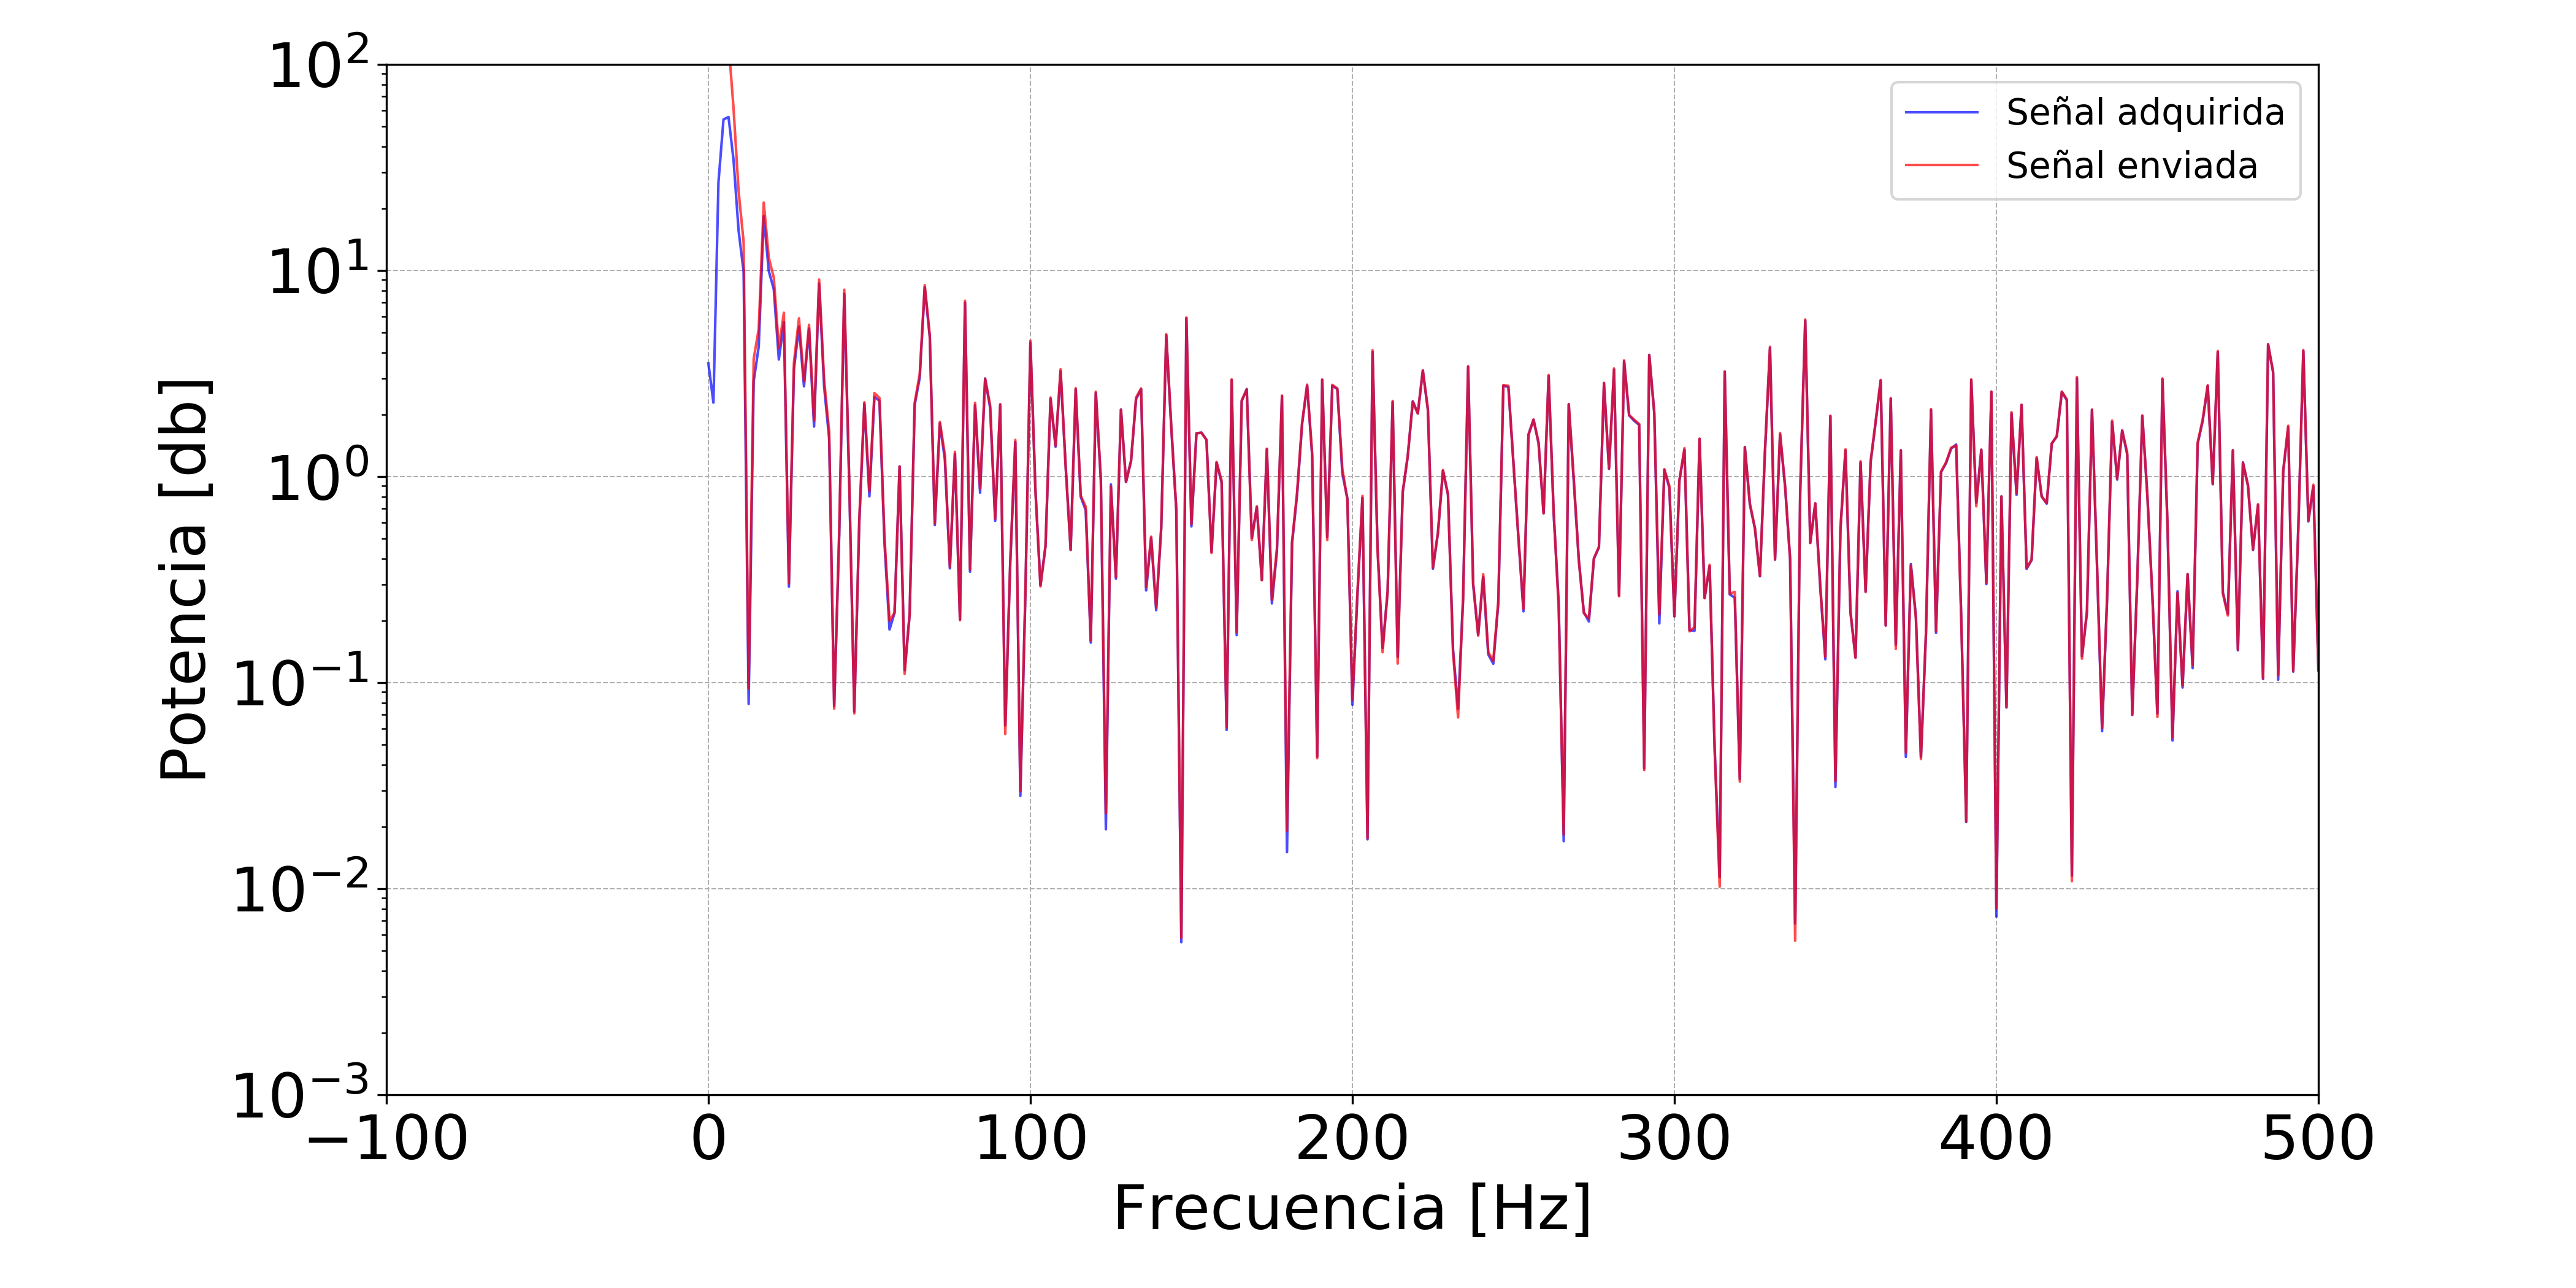 10²
10¹
10⁰
10⁻¹
10⁻²
10⁻³
Potencia [db]
Señal adquirida
Señal enviada
−100 0 100 200 300 400 500
Frecuencia [Hz]